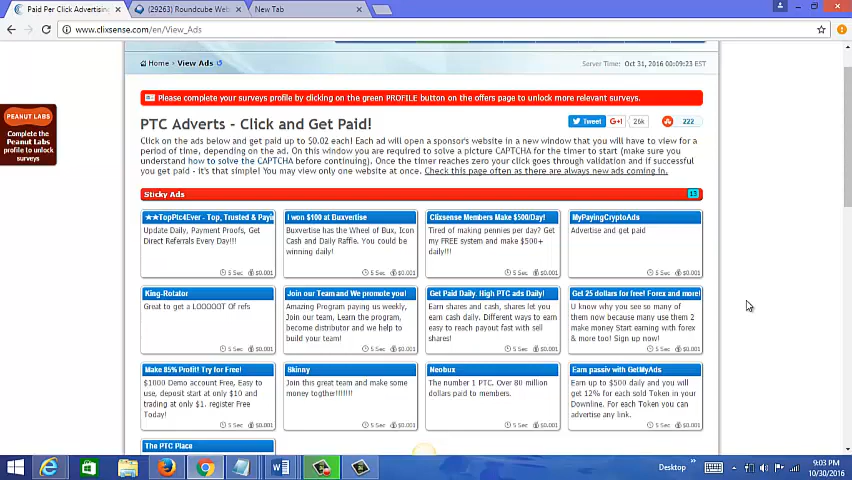 Paid Per Click Advertising
(29263) Roundcube Web
New Tab
www.clixsense.com/en/View_Ads
Home › View Ads
Server Time: Oct 31, 2016 00:09:23 EST
PEANUT LABS
Complete the
Peanut Labs
profile to unlock
surveys
Please complete your surveys profile by clicking on the green PROFILE button on the offers page to unlock more relevant surveys.
PTC Adverts - Click and Get Paid!
Tweet G+1 26k 222
Click on the ads below and get paid up to $0.02 each! Each ad will open a sponsor's website in a new window that you will have to view for a
period of time, depending on the ad. On this window you are required to solve a picture CAPTCHA for the timer to start (make sure you
understand how to solve the CAPTCHA before continuing). Once the timer reaches zero your click goes through validation and if successful
you get paid - it's that simple! You may view only one website at once. Check this page often as there are always new ads coming in.
Sticky Ads 13
★★TopPic4Ever - Top, Trusted & Payin
Update Daily, Payment Proofs, Get
Direct Referrals Every Day!!!
5 Sec $0.001
I won $100 at Buxvertise
Buxvertise has the Wheel of Bux, Icon
Cash and Daily Raffle. You could be
winning daily!
5 Sec $0.001
Clixsense Members Make $500/Day!
Tired of making pennies per day? Get
my FREE system and make $500+
daily!!!
5 Sec $0.001
MyPayingCryptoAds
Advertise and get paid
5 Sec $0.001
King-Rotator
Great to get a LOOOOOT Of refs
5 Sec $0.001
Join our Team and We promote you!
Amazing Program paying us weekly,
Join our team, Learn the program,
become distributor and we help to
build your team!
5 Sec $0.001
Get Paid Daily. High PTC ads Daily!
Earn shares and cash, shares let you
earn cash daily. Different ways to earn
easy to reach payout fast with sell
shares!
5 Sec $0.001
Get 25 dollars for free! Forex and more!
U know why you see so many of
them now because many use them 2
make money Start earning with forex
& more too! Sign up now!
5 Sec $0.001
Make 85% Profit! Try for Free!
$1000 Demo account Free, Easy to
use, deposit start at only $10 and
trading at only $1. register Free
Today!
5 Sec $0.001
Skinny
Join this great team and make some
money togther!!!!!!!
5 Sec $0.001
Neobux
The number 1 PTC. Over 80 million
dollars paid to members.
5 Sec $0.001
Earn passiv with GetMyAds
Earn up to $500 daily and you will
get 12% for each sold Token in your
Downline. For each Token you can
advertise any link.
5 Sec $0.001
The PTC Place
Desktop
9:03 PM
10/30/2016